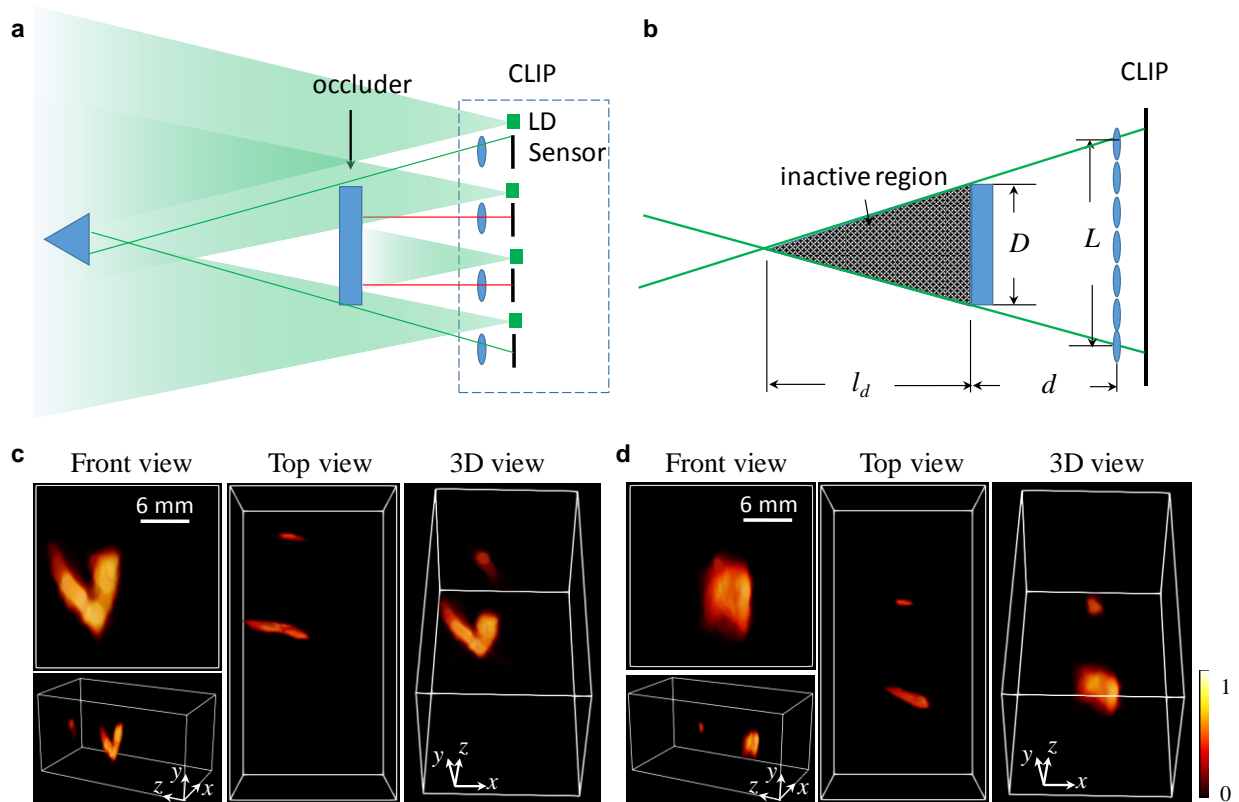 a
occluder
CLIP
LD
Sensor
b
CLIP
inactive region
D
L
l_d
d
c
Front view
Top view
3D view
6 mm
y
z
x
z
y
x
d
Front view
Top view
3D view
6 mm
y
z
x
z
y
x
1
0